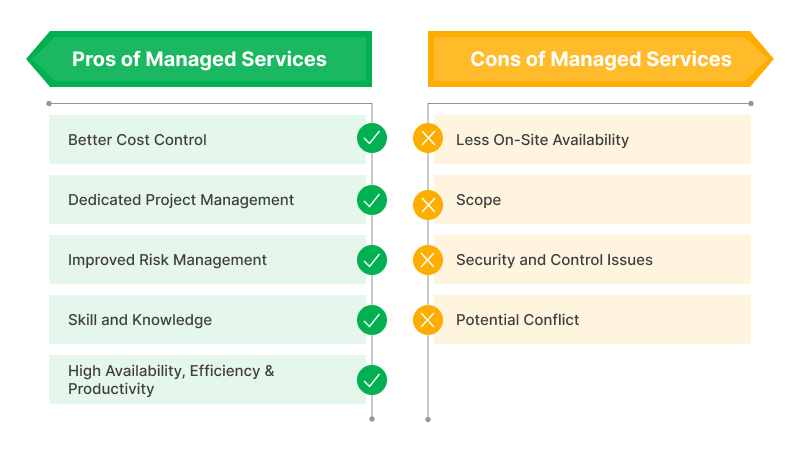 Pros of Managed Services
Better Cost Control
Dedicated Project Management
Improved Risk Management
Skill and Knowledge
High Availability, Efficiency &
Productivity
Cons of Managed Services
Less On-Site Availability
Scope
Security and Control Issues
Potential Conflict